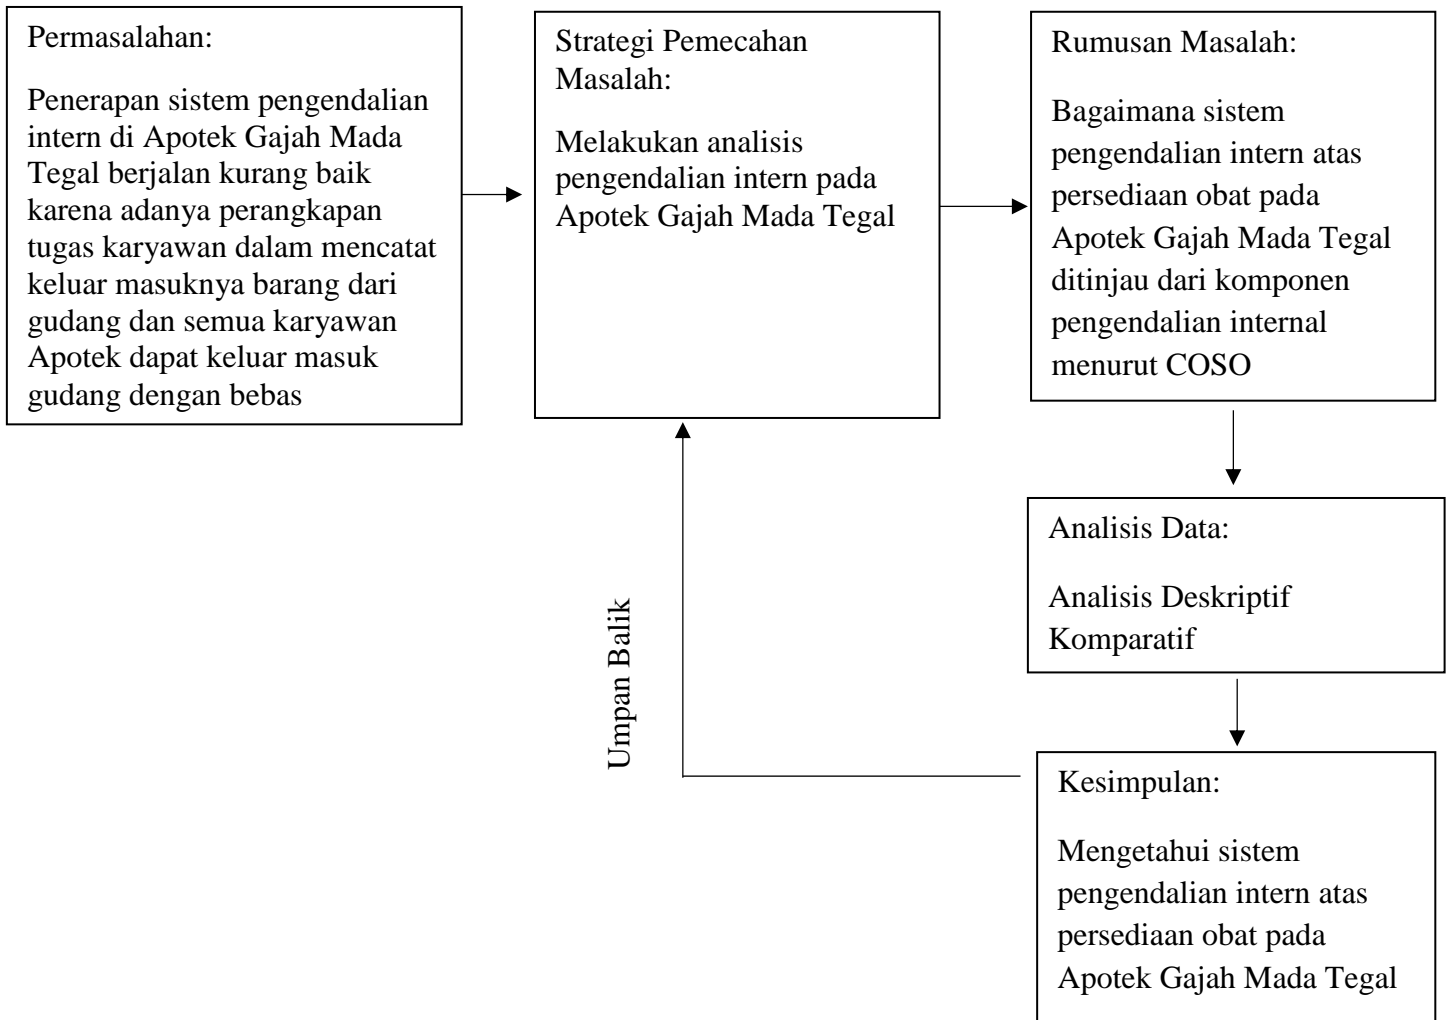 Permasalahan:
Penerapan sistem pengendalian
intern di Apotek Gajah Mada
Tegal berjalan kurang baik
karena adanya perangkapan
tugas karyawan dalam mencatat
keluar masuknya barang dari
gudang dan semua karyawan
Apotek dapat keluar masuk
gudang dengan bebas
Strategi Pemecahan
Masalah:
Melakukan analisis
pengendalian intern pada
Apotek Gajah Mada Tegal
Rumusan Masalah:
Bagaimana sistem
pengendalian intern atas
persediaan obat pada
Apotek Gajah Mada Tegal
ditinjau dari komponen
pengendalian internal
menurut COSO
Analisis Data:
Analisis Deskriptif
Komparatif
Umpan Balik
Kesimpulan:
Mengetahui sistem
pengendalian intern atas
persediaan obat pada
Apotek Gajah Mada Tegal